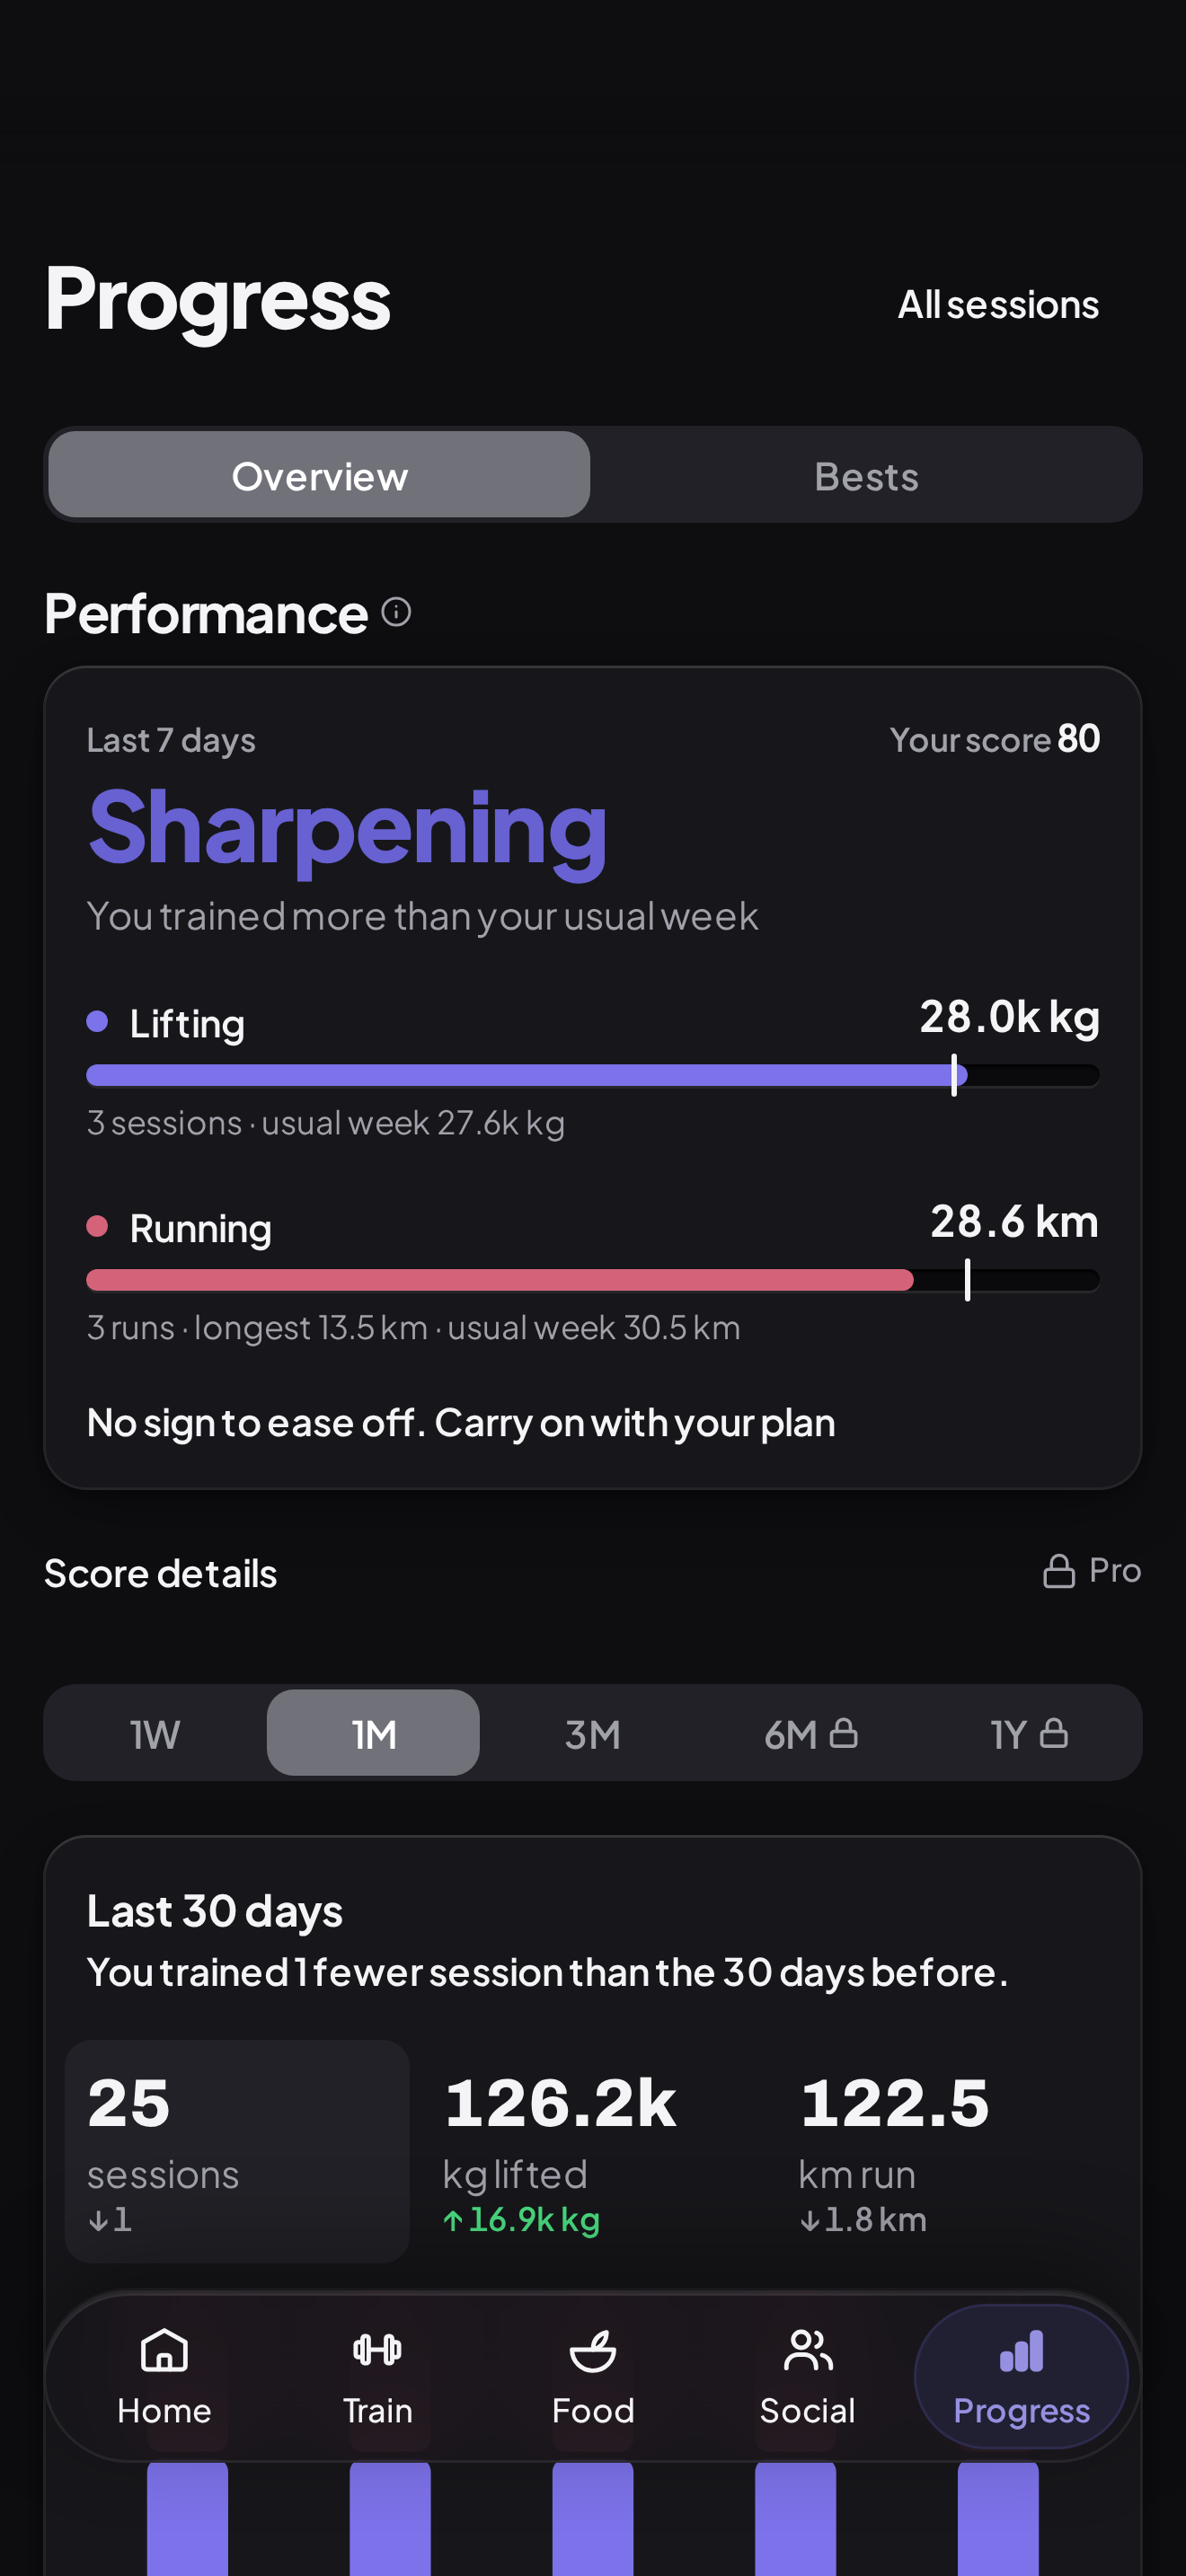 Progress
All sessions
Overview
Bests
Performance
Last 7 days
Your score 80
Sharpening
You trained more than your usual week
Lifting
28.0k kg
3 sessions · usual week 27.6k kg
Running
28.6 km
3 runs · longest 13.5 km · usual week 30.5 km
No sign to ease off. Carry on with your plan
Score details
Pro
1W
1M
3M
6M
1Y
Last 30 days
You trained 1 fewer session than the 30 days before.
25
126.2k
122.5
sessions
kg lifted
km run
↓ 1
↑ 16.9k kg
↓ 1.8 km
Home
Train
Food
Social
Progress